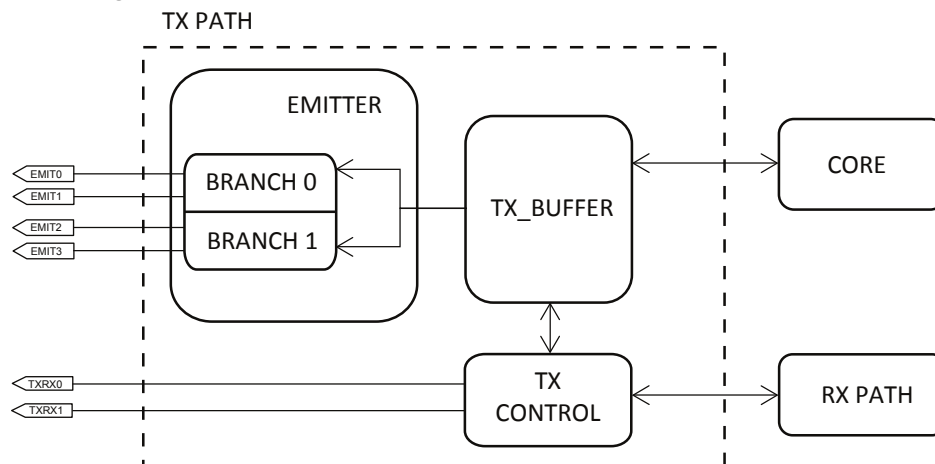 TX PATH
EMITTER
EMIT0
EMIT1
EMIT2
EMIT3
BRANCH 0
BRANCH 1
TX_BUFFER
CORE
TXRX0
TXRX1
TX
CONTROL
RX PATH